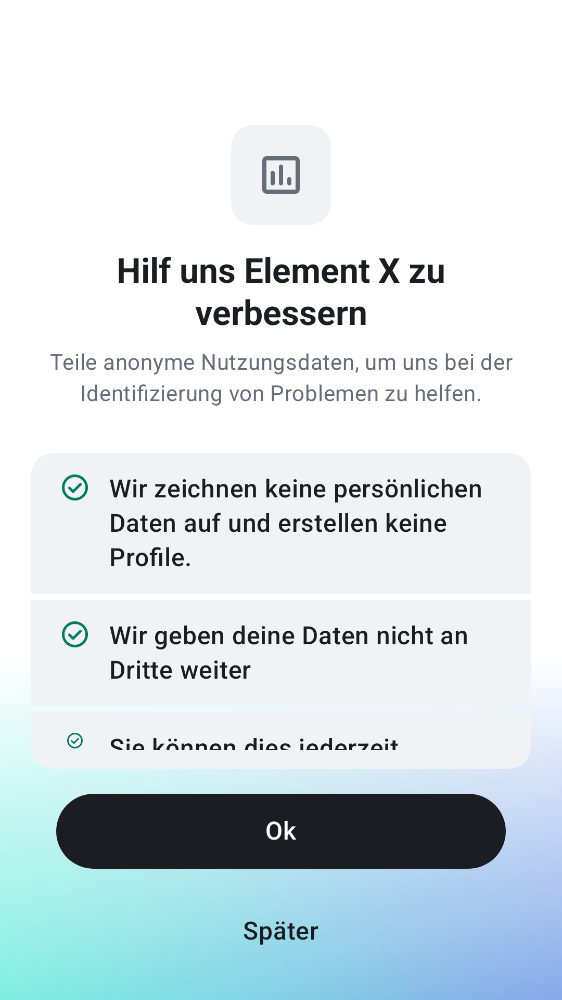 Hilf uns Element X zu
verbessern
Teile anonyme Nutzungsdaten, um uns bei der
Identifizierung von Problemen zu helfen.
Wir zeichnen keine persönlichen
Daten auf und erstellen keine
Profile.
Wir geben deine Daten nicht an
Dritte weiter
Sie können dies jederzeit
Ok
Später